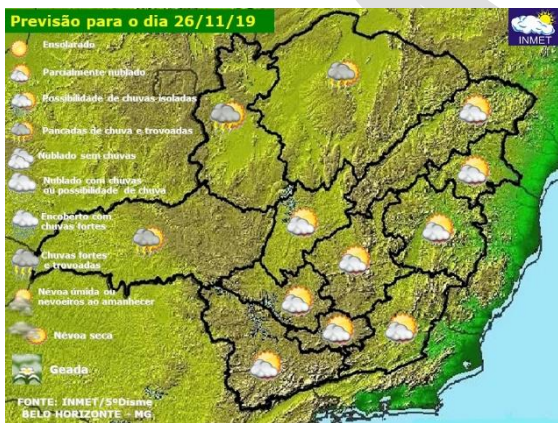 Previsão para o dia 26/11/19
INMET
Ensolarado
Parcialmente nublado
Possibilidade de chuvas isoladas
Pancadas de chuva e trovoadas
Nublado sem chuvas
Nublado com chuvas
ou possibilidade de chuva
Encoberto com
chuvas fortes
Chuvas fortes
e trovoadas
Névoa úmida ou
nevoeiros ao amanhecer
Névoa seca
Geada
FONTE: INMET/5ºDisme
BELO HORIZONTE - MG